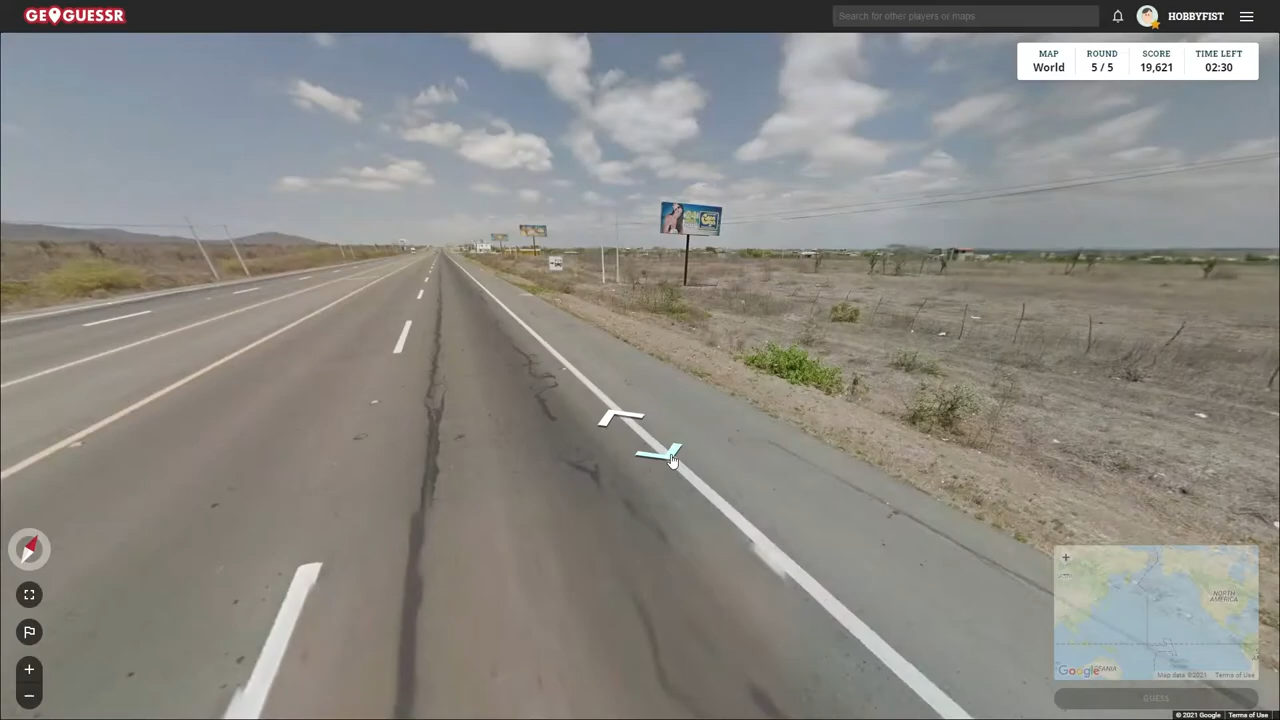 GEOGUESSR
Search for other players or maps
HOBBYFIST
MAP
World
ROUND
5 / 5
SCORE
19,621
TIME LEFT
02:30
NORTH
AMERICA
OCEANIA
Google
Map data ©2021
Terms of Use
GUESS
© 2021 Google
Terms of Use